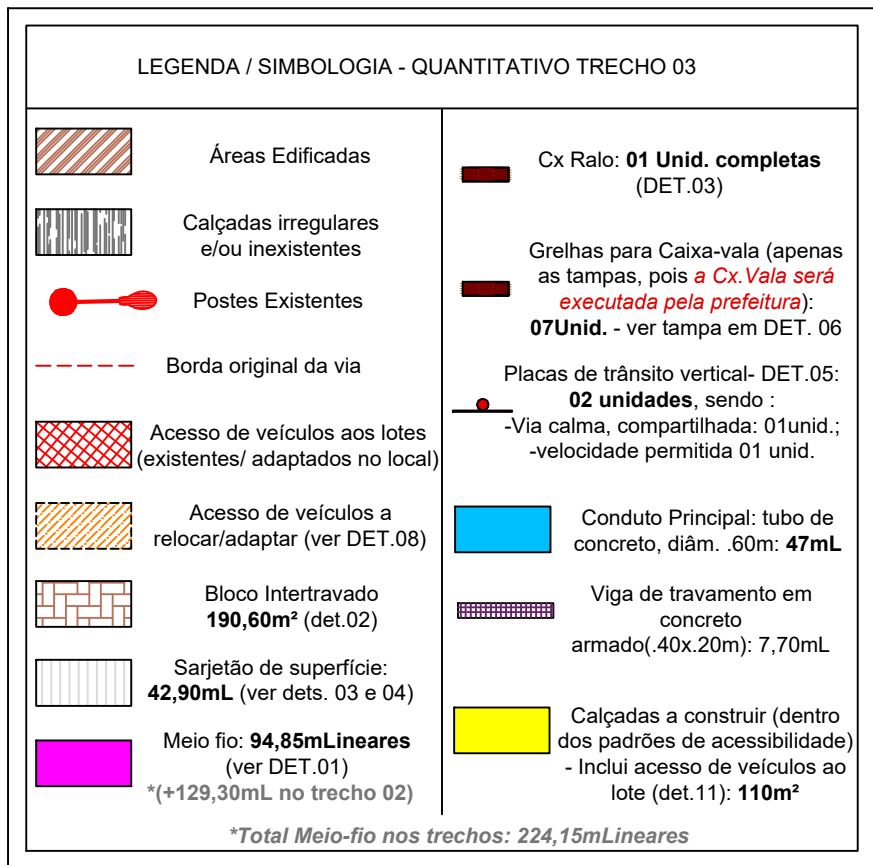 LEGENDA / SIMBOLOGIA - QUANTITATIVO TRECHO 03
Áreas Edificadas
Calçadas irregulares
e/ou inexistentes
Postes Existentes
Borda original da via
Acesso de veículos aos lotes
(existentes/ adaptados no local)
Acesso de veículos a
relocar/adaptar (ver DET.08)
Bloco Intertravado
190,60m² (det.02)
Sarjetão de superfície:
42,90mL (ver dets. 03 e 04)
Meio fio: 94,85mLineares
(ver DET.01)
*(+129,30mL no trecho 02)
Cx Ralo: 01 Unid. completas
(DET.03)
Grelhas para Caixa-vala (apenas
as tampas, pois a Cx.Vala será
executada pela prefeitura):
07Unid. - ver tampa em DET. 06
Placas de trânsito vertical- DET.05:
02 unidades, sendo :
-Via calma, compartilhada: 01unid.;
-velocidade permitida 01 unid.
Conduto Principal: tubo de
concreto, diâm. .60m: 47mL
Viga de travamento em
concreto
armado(.40x.20m): 7,70mL
Calçadas a construir (dentro
dos padrões de acessibilidade)
- Inclui acesso de veículos ao
lote (det.11): 110m²
*Total Meio-fio nos trechos: 224,15mLineares